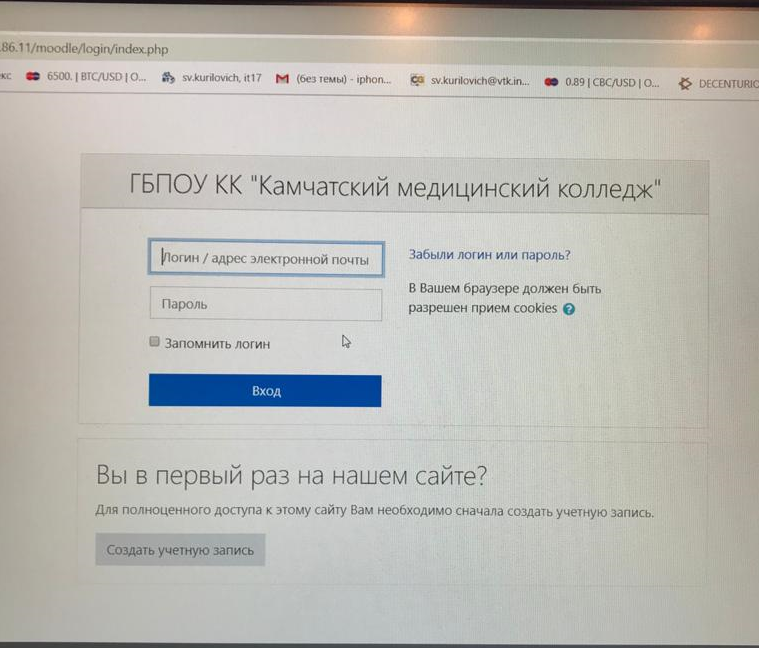 .86.11/moodle/login/index.php
кс 6500. | BTC/USD | O... sv.kurilovich, it17 (без темы) - iphon... sv.kurilovich@vtk.in... 0.89 | CBC/USD | O... DECENTURIO
ГБПОУ КК "Камчатский медицинский колледж"
Логин / адрес электронной почты
Забыли логин или пароль?
Пароль
В Вашем браузере должен быть
разрешен прием cookies ?
Запомнить логин
Вход
Вы в первый раз на нашем сайте?
Для полноценного доступа к этому сайту Вам необходимо сначала создать учетную запись.
Создать учетную запись